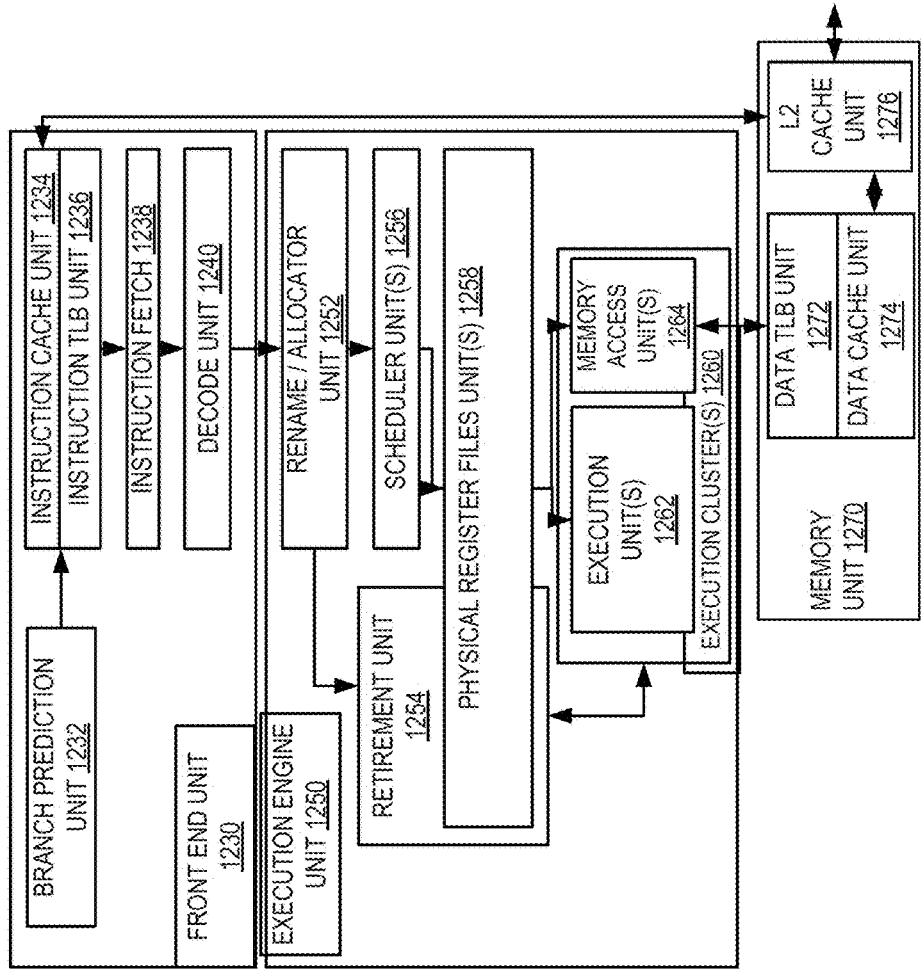 BRANCH PREDICTION
UNIT 1232
INSTRUCTION CACHE UNIT 1234
INSTRUCTION TLB UNIT 1236
INSTRUCTION FETCH 1238
DECODE UNIT 1240
FRONT END UNIT
1230
EXECUTION ENGINE
UNIT 1250
RENAME / ALLOCATOR
UNIT 1252
SCHEDULER UNIT(S) 1256
RETIREMENT UNIT
1254
PHYSICAL REGISTER FILES UNIT(S) 1258
EXECUTION
UNIT(S)
1262
MEMORY
ACCESS
UNIT(S)
1264
EXECUTION CLUSTER(S) 1260
MEMORY
UNIT 1270
DATA TLB UNIT
1272
DATA CACHE UNIT
1274
L2
CACHE
UNIT
1276